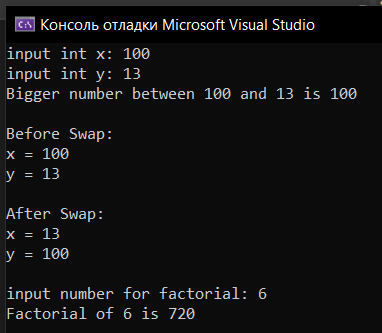 Консоль отладки Microsoft Visual Studio
input int x: 100
input int y: 13
Bigger number between 100 and 13 is 100
Before Swap:
x = 100
y = 13
After Swap:
x = 13
y = 100
input number for factorial: 6
Factorial of 6 is 720